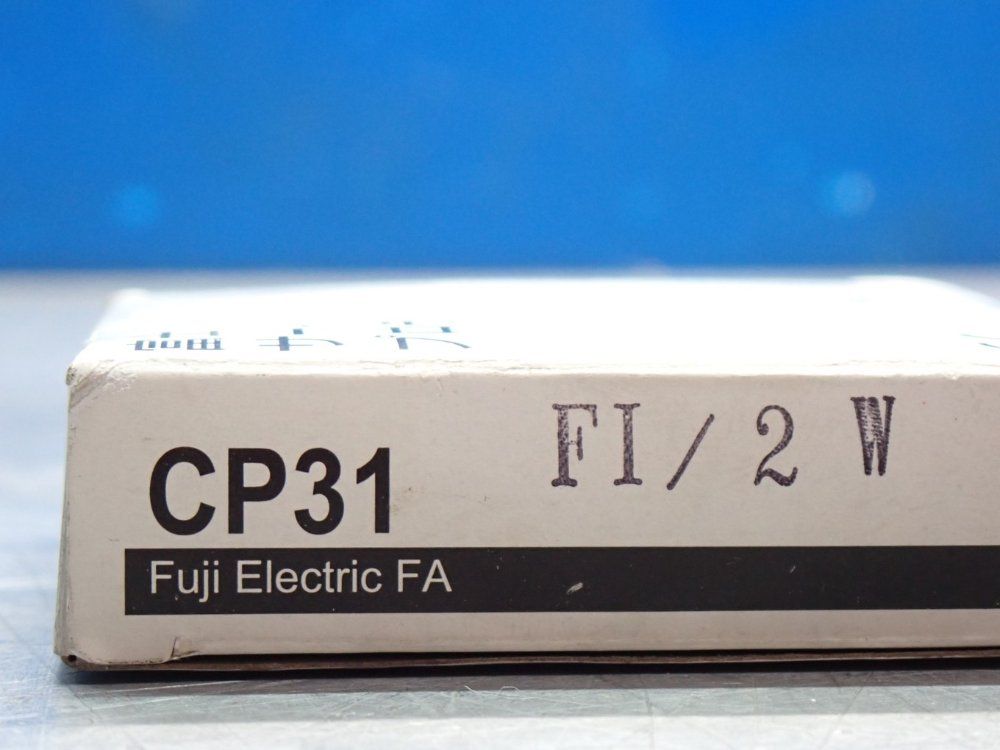 CP31 FI/2 W
Fuji Electric FA